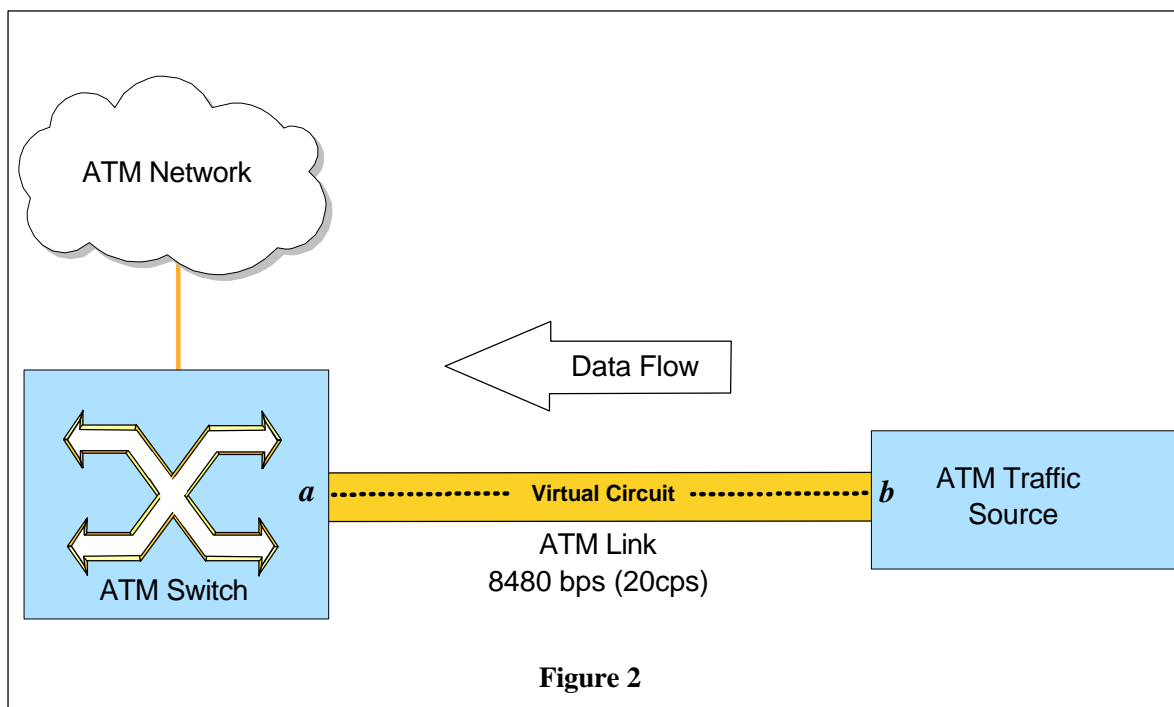 ATM Network
Data Flow
a
Virtual Circuit
b
ATM Traffic
Source
ATM Link
8480 bps (20cps)
ATM Switch
Figure 2